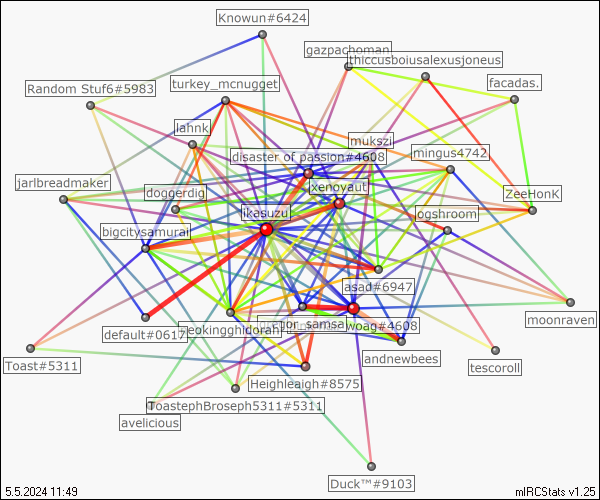 Knowun#6424
gazpachoman
thiccusboiusalexusjoneus
Random Stuf6#5983
turkey_mcnugget
facadas.
lahnk
mukszi
disaster of passion#4608
mingus4742
jarlbreadmaker
doggerdig
xenoyaut
ZeeHonK
ikasuzu
ogshroom
bigcitysamurai
asad#6947
moonraven
default#0617
neokingghidorah
gor_samsa
woag#4608
andnewbees
Toast#5311
tescoroll
Heighleaigh#8575
ToastephBroseph5311#5311
avelicious
Duck™#9103
5.5.2024 11:49
mIRCStats v1.25